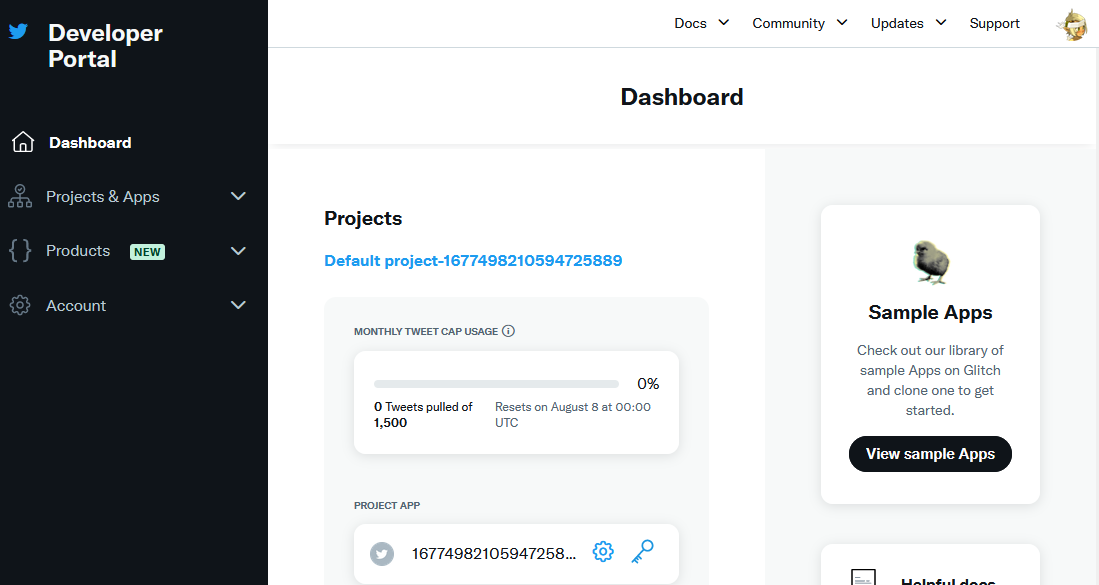 Developer
Portal
Docs
Community
Updates
Support
Dashboard
Projects & Apps
Products NEW
Account
Dashboard
Projects
Default project-1677498210594725889
MONTHLY TWEET CAP USAGE
0%
0 Tweets pulled of
1,500
Resets on August 8 at 00:00
UTC
PROJECT APP
16774982105947258...
Sample Apps
Check out our library of
sample Apps on Glitch
and clone one to get
started.
View sample Apps
Helpful docs